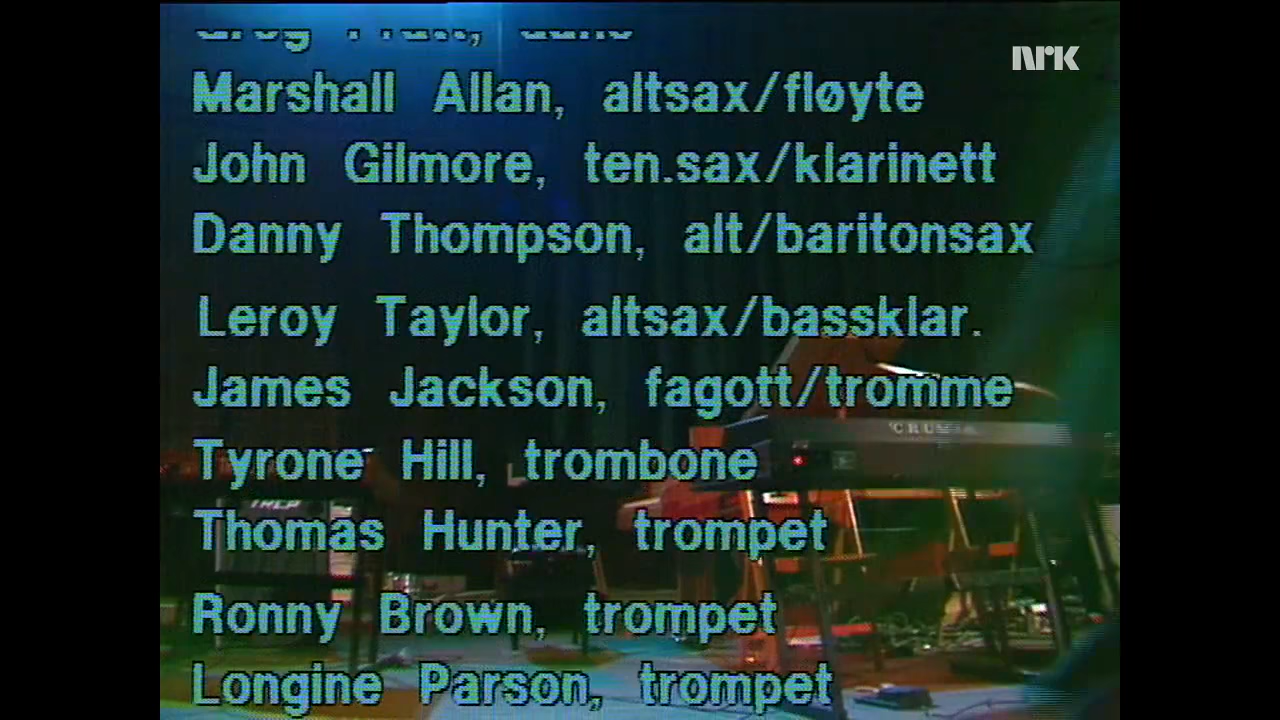 NRK
Marshall Allan, altsax/fløyte
John Gilmore, ten.sax/klarinett
Danny Thompson, alt/baritonsax
Leroy Taylor, altsax/bassklar.
James Jackson, fagott/tromme
Tyrone Hill, trombone
Thomas Hunter, trompet
Ronny Brown, trompet
Longine Parson, trompet